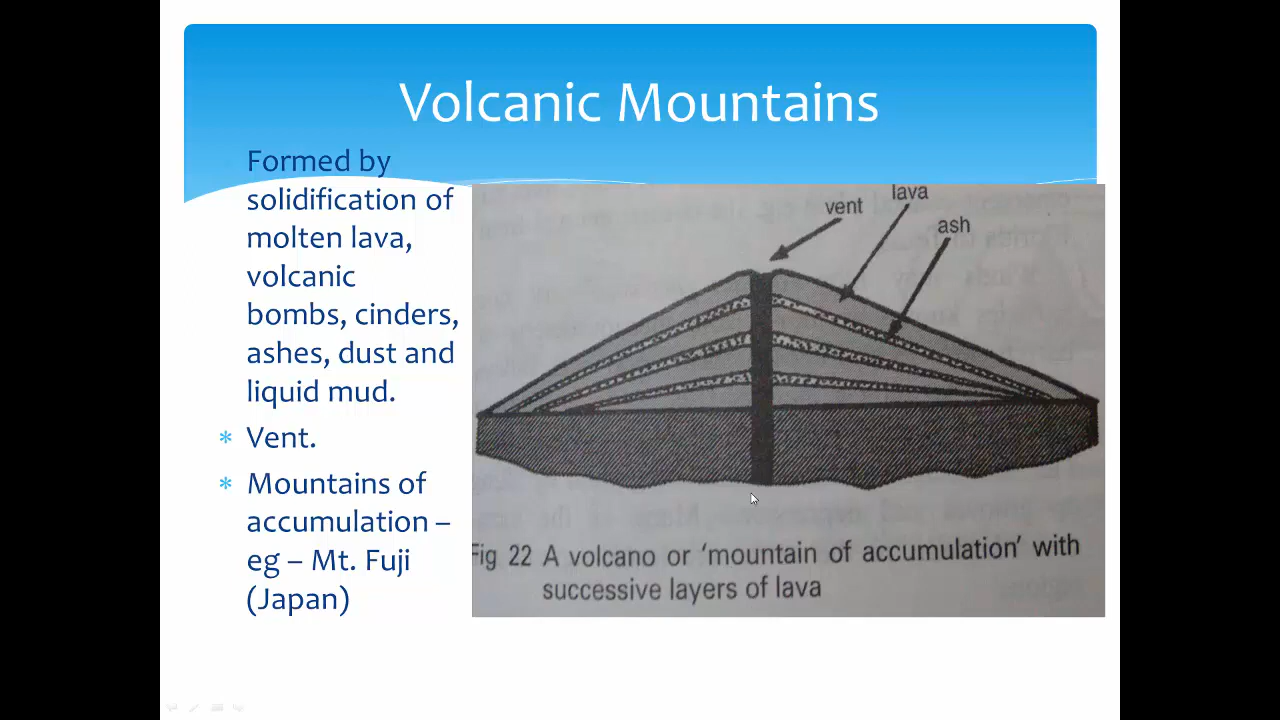 Volcanic Mountains
Formed by
solidification of
molten lava,
volcanic
bombs, cinders,
ashes, dust and
liquid mud.
* Vent.
* Mountains of
accumulation –
eg – Mt. Fuji
(Japan)
vent
lava
ash
Fig 22 A volcano or ‘mountain of accumulation’ with
successive layers of lava